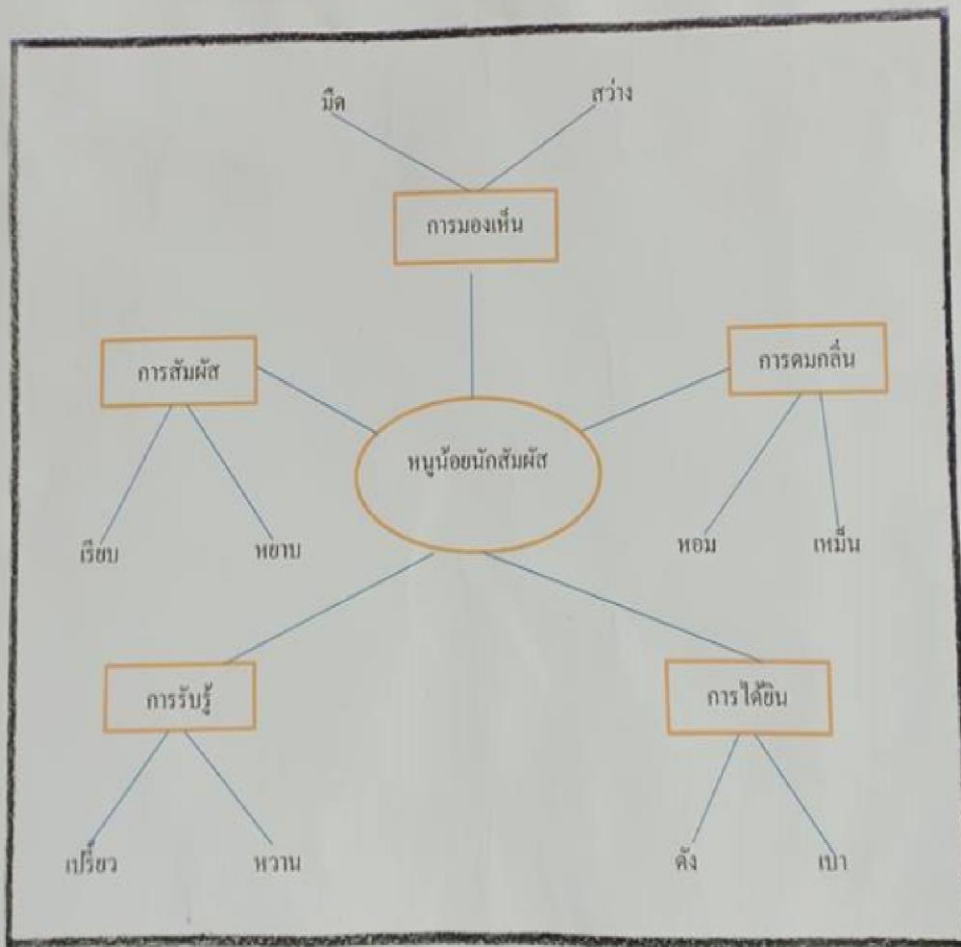 มืด
สว่าง
การมองเห็น
การสัมผัส
การดมกลิ่น
หนูน้อยนักสัมผัส
เรียบ
หยาบ
หอม
เหม็น
การรับรู้
การได้ยิน
เปรี้ยว
หวาน
ดัง
เบา